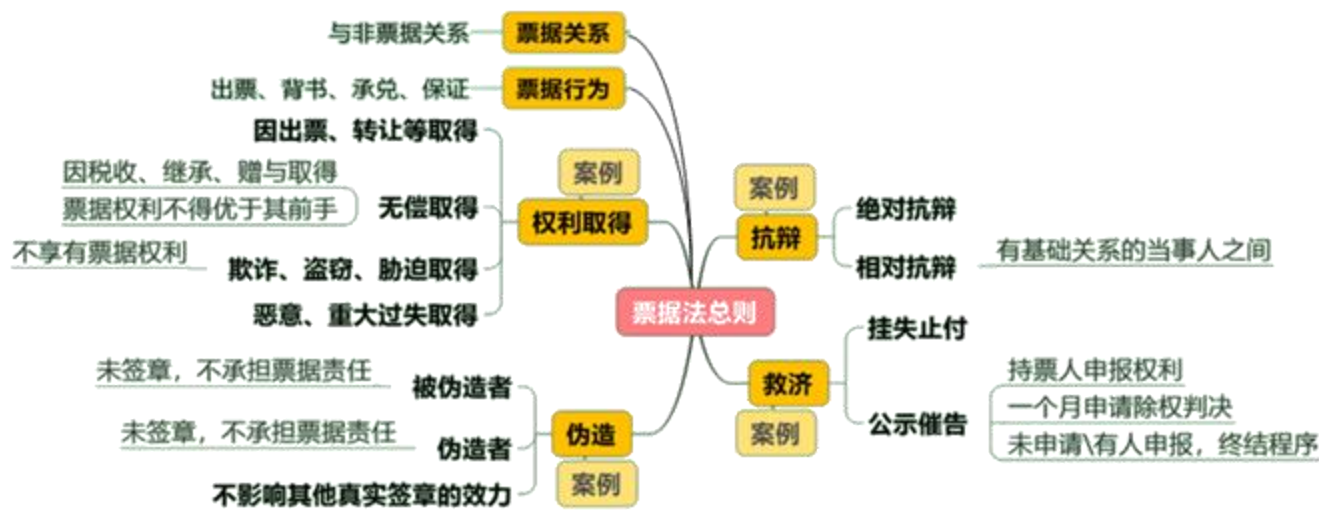 票据法总则
票据关系
与非票据关系
票据行为
出票、背书、承兑、保证
案例
权利取得
因出票、转让等取得
无偿取得
因税收、继承、赠与取得
票据权利不得优于其前手
欺诈、盗窃、胁迫取得
不享有票据权利
恶意、重大过失取得
伪造
案例
被伪造者
未签章，不承担票据责任
伪造者
未签章，不承担票据责任
不影响其他真实签章的效力
案例
抗辩
绝对抗辩
相对抗辩
有基础关系的当事人之间
救济
案例
挂失止付
公示催告
持票人申报权利
一个月申请除权判决
未申请\有人申报，终结程序